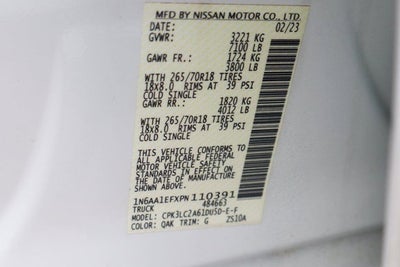 MFD BY NISSAN MOTOR CO., LTD.
DATE: 02/23
GVWR: 3221 KG
7100 LB
GAWR FR.: 1724 KG
3800 LB
WITH 265/70R18 TIRES
18x8.0 RIMS AT 39 PSI
COLD SINGLE
GAWR RR.: 1820 KG
4012 LB
WITH 265/70R18 TIRES
18x8.0 RIMS AT 39 PSI
COLD SINGLE
THIS VEHICLE CONFORMS TO ALL
APPLICABLE FEDERAL MOTOR
VEHICLE SAFETY STANDARDS IN EFFECT
ON THE DATE OF MANUFACTURE
SHOWN ABOVE.
1N6AA1EFXPN110391
TRUCK 484663
MODEL: CPK3LC2A61DUSD-E-F
COLOR: QAK TRIM: G ZS10A